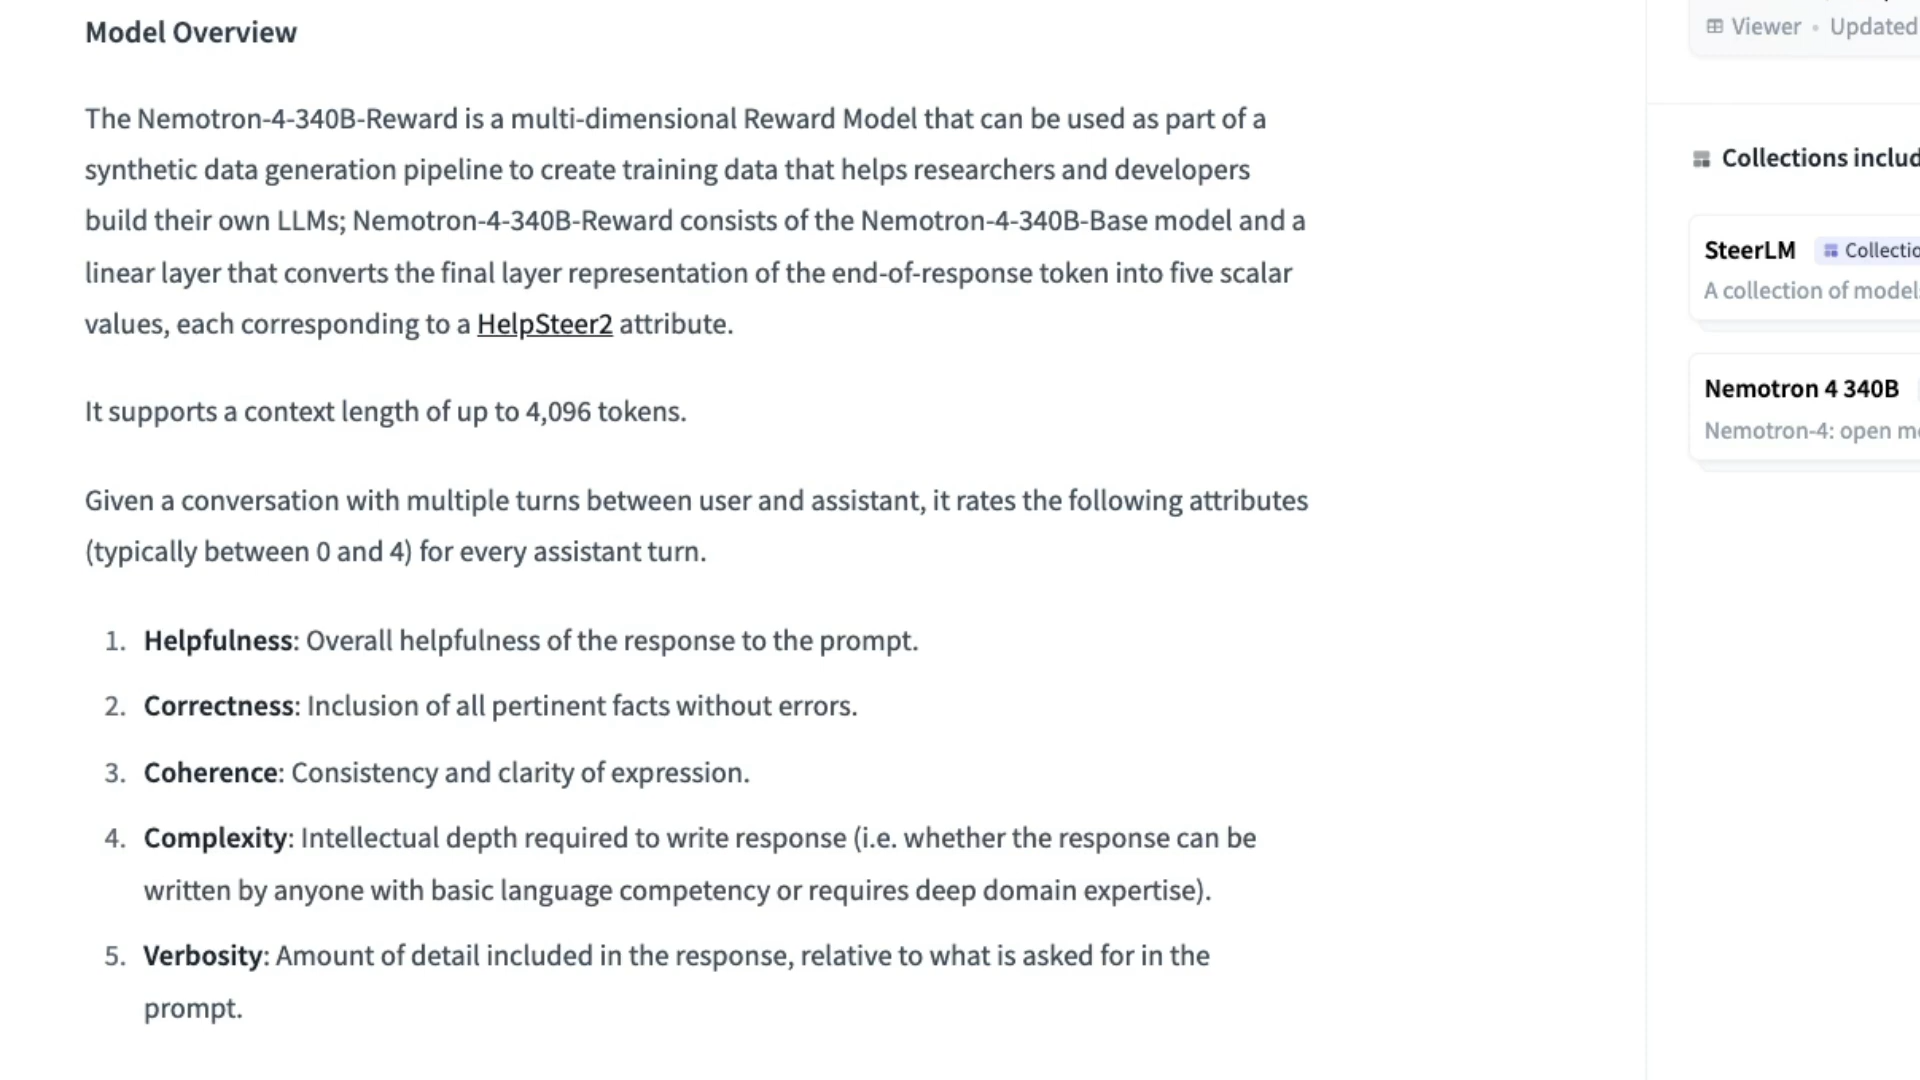 Model Overview
The Nemotron-4-340B-Reward is a multi-dimensional Reward Model that can be used as part of a
synthetic data generation pipeline to create training data that helps researchers and developers
build their own LLMs; Nemotron-4-340B-Reward consists of the Nemotron-4-340B-Base model and a
linear layer that converts the final layer representation of the end-of-response token into five scalar
values, each corresponding to a HelpSteer2 attribute.
It supports a context length of up to 4,096 tokens.
Given a conversation with multiple turns between user and assistant, it rates the following attributes
(typically between 0 and 4) for every assistant turn.
1. Helpfulness: Overall helpfulness of the response to the prompt.
2. Correctness: Inclusion of all pertinent facts without errors.
3. Coherence: Consistency and clarity of expression.
4. Complexity: Intellectual depth required to write response (i.e. whether the response can be
written by anyone with basic language competency or requires deep domain expertise).
5. Verbosity: Amount of detail included in the response, relative to what is asked for in the
prompt.
Viewer • Updated
Collections includ
SteerLM Collectio
A collection of model
Nemotron 4 340B
Nemotron-4: open m